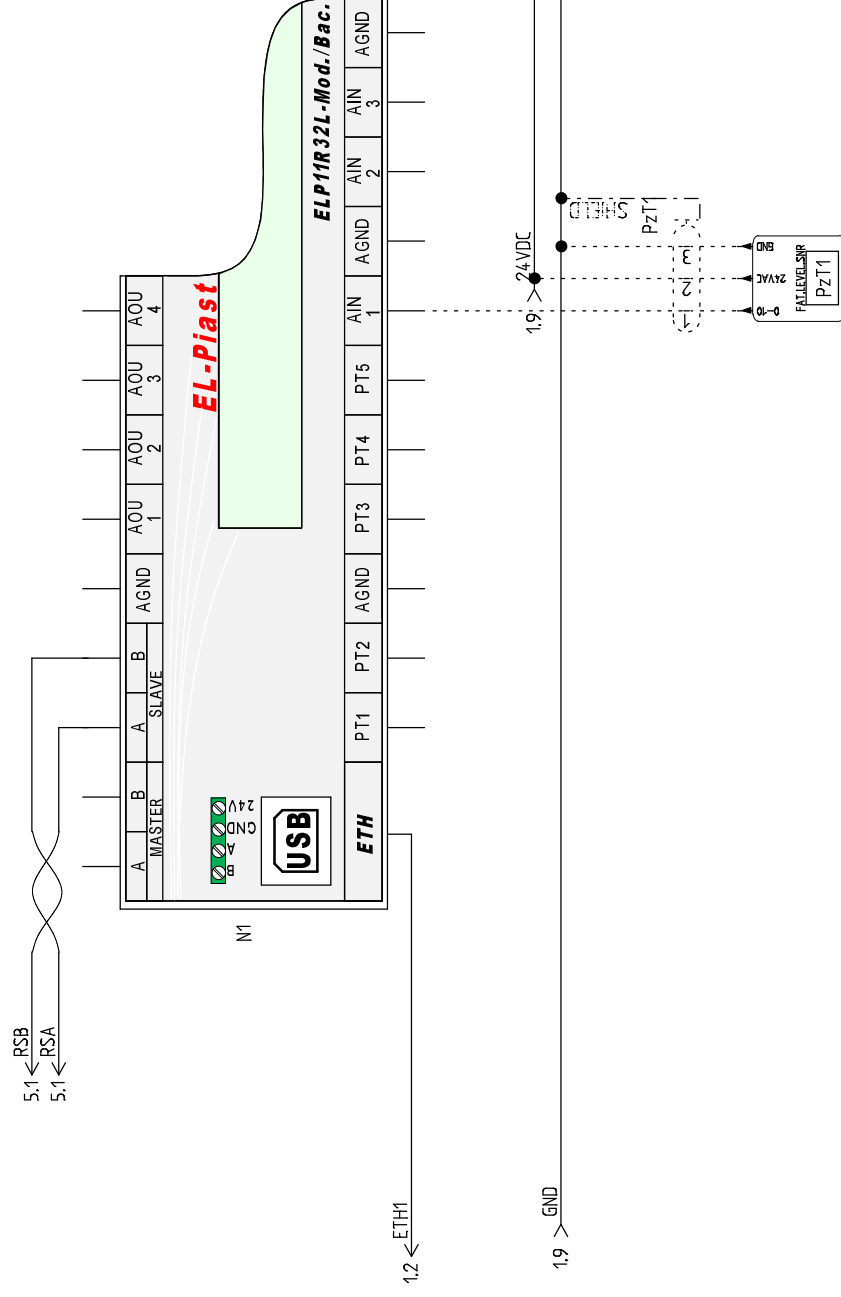 5.1
RSB
5.1
RSA
A
B
MASTER
A
B
SLAVE
AGND
AOU
1
AOU
2
AOU
3
AOU
4
EL-Piast
24V
GND
A
B
USB
N1
ELP11R32L-Mod./Bac.
ETH
PT1
PT2
AGND
PT3
PT4
PT5
AIN
1
AGND
AIN
2
AIN
3
AGND
1.2
ETH1
1.9
24VDC
1.9
GND
SHIELD
PzT1
1
2
3
0-10
24VAC
GND
FAT.LEVEL.SNR
PzT1